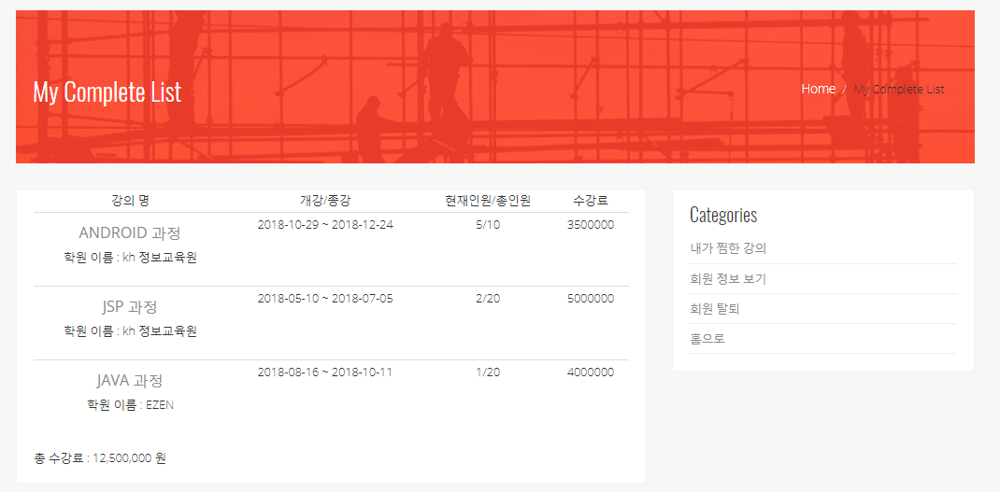 My Complete List
Home / My Complete List
강의 명 개강/종강 현재인원/총인원 수강료
ANDROID 과정 2018-10-29 ~ 2018-12-24 5/10 3500000
학원 이름 : kh 정보교육원
JSP 과정 2018-05-10 ~ 2018-07-05 2/20 5000000
학원 이름 : kh 정보교육원
JAVA 과정 2018-08-16 ~ 2018-10-11 1/20 4000000
학원 이름 : EZEN
총 수강료 : 12,500,000 원
Categories
내가 찜한 강의
회원 정보 보기
회원 탈퇴
홈으로